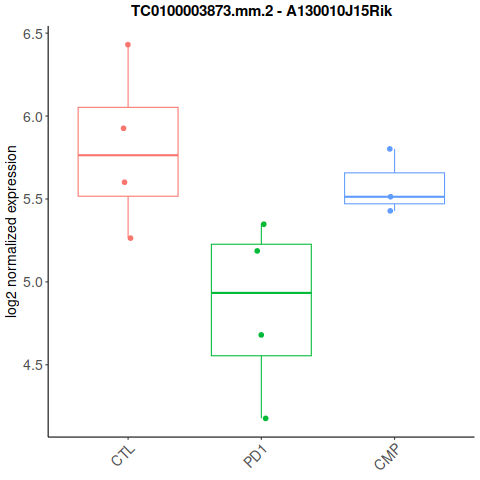 TC0100003873.mm.2 - A130010J15Rik
log2 normalized expression
6.5
6.0
5.5
5.0
4.5
CTL
PD1
CMP